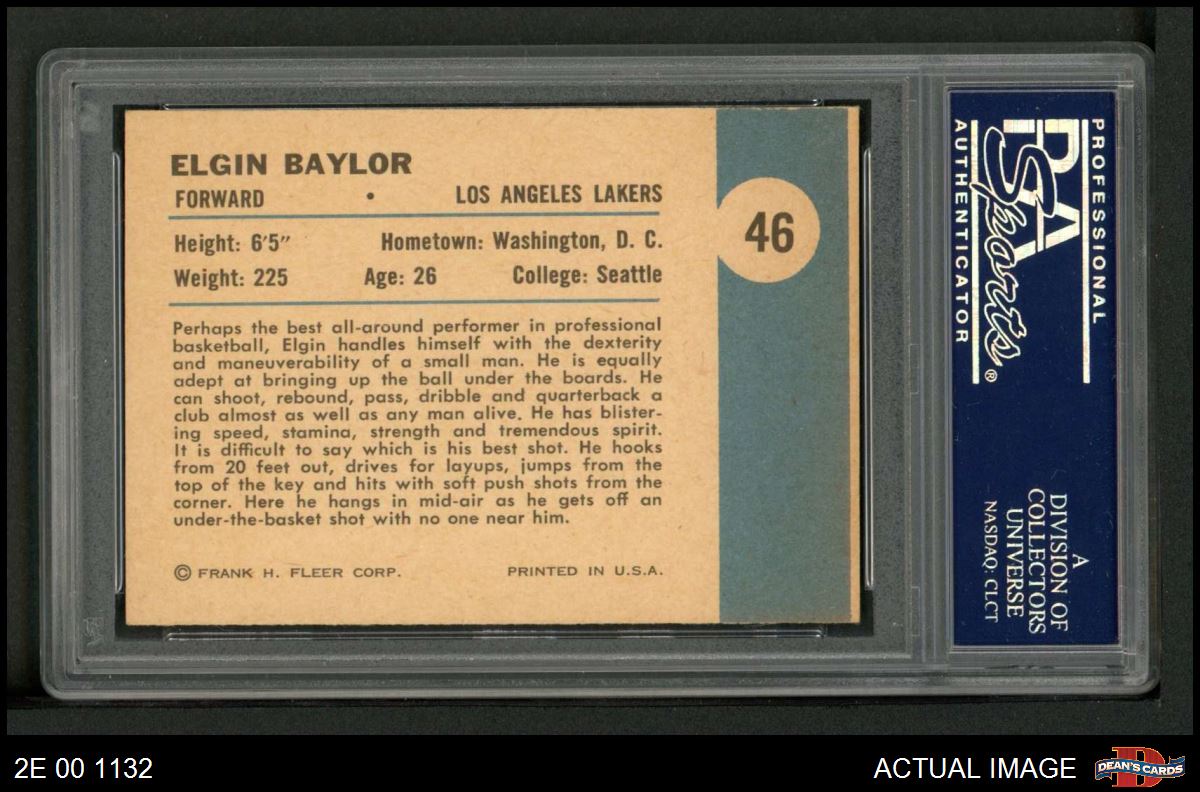 ELGIN BAYLOR
FORWARD • LOS ANGELES LAKERS
Height: 6'5" Hometown: Washington, D. C.
Weight: 225 Age: 26 College: Seattle
46
Perhaps the best all-around performer in professional
basketball, Elgin handles himself with the dexterity
and maneuverability of a small man. He is equally
adept at bringing up the ball under the boards. He
can shoot, rebound, pass, dribble and quarterback a
club almost as well as any man alive. He has blister-
ing speed, stamina, strength and tremendous spirit.
It is difficult to say which is his best shot. He hooks
from 20 feet out, drives for layups, jumps from the
top of the key and hits with soft push shots from the
corner. Here he hangs in mid-air as he gets off an
under-the-basket shot with no one near him.
© FRANK H. FLEER CORP. PRINTED IN U.S.A.
PROFESSIONAL
PSA
Sports®
AUTHENTICATOR
A
DIVISION OF
COLLECTORS
UNIVERSE
NASDAQ: CLCT
2E 00 1132
ACTUAL IMAGE
DEAN'S CARDS